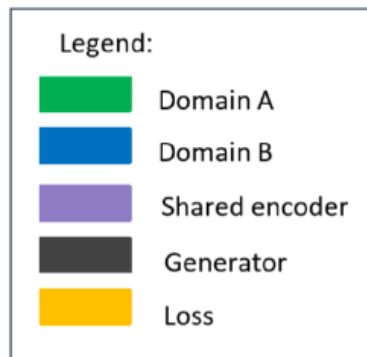 Legend:
Domain A
Domain B
Shared encoder
Generator
Loss